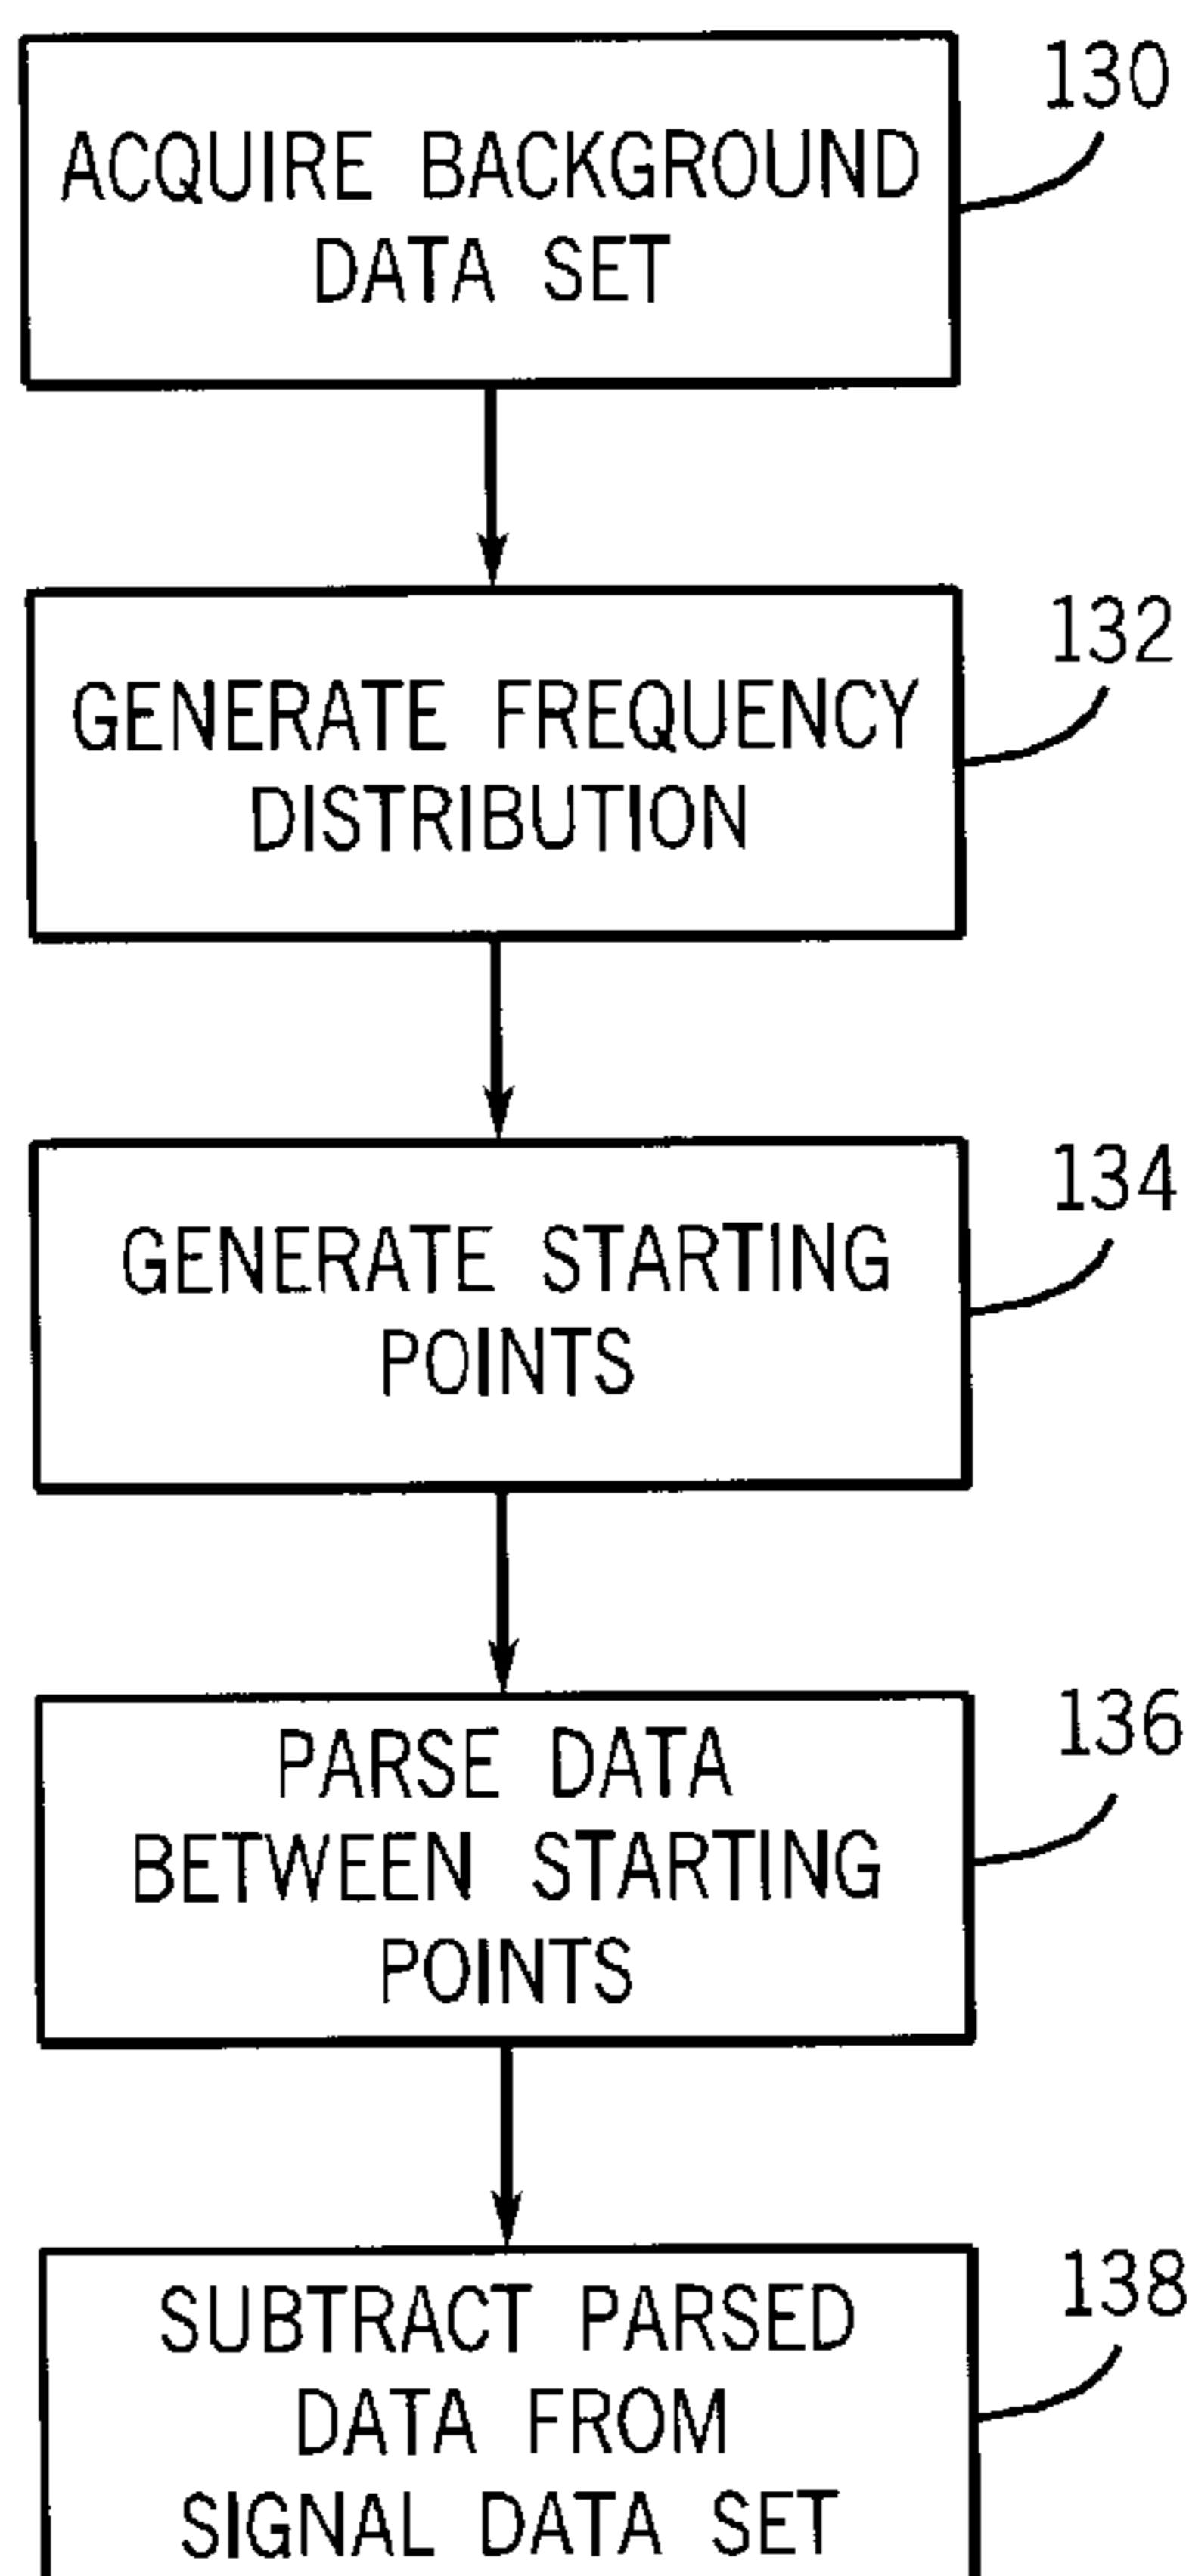 130
ACQUIRE BACKGROUND
DATA SET
132
GENERATE FREQUENCY
DISTRIBUTION
134
GENERATE STARTING
POINTS
136
PARSE DATA
BETWEEN STARTING
POINTS
138
SUBTRACT PARSED
DATA FROM
SIGNAL DATA SET